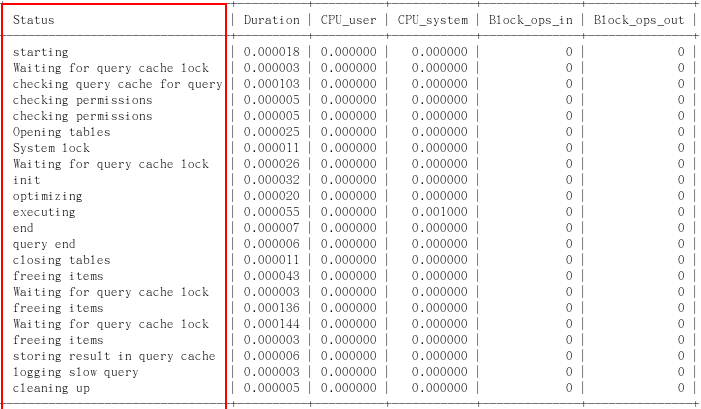 Status | Duration | CPU_user | CPU_system | Block_ops_in | Block_ops_out |
starting | 0.000018 | 0.000000 | 0.000000 | 0 | 0 |
Waiting for query cache lock | 0.000003 | 0.000000 | 0.000000 | 0 | 0 |
checking query cache for query | 0.000103 | 0.000000 | 0.000000 | 0 | 0 |
checking permissions | 0.000005 | 0.000000 | 0.000000 | 0 | 0 |
checking permissions | 0.000005 | 0.000000 | 0.000000 | 0 | 0 |
Opening tables | 0.000025 | 0.000000 | 0.000000 | 0 | 0 |
System lock | 0.000011 | 0.000000 | 0.000000 | 0 | 0 |
Waiting for query cache lock | 0.000026 | 0.000000 | 0.000000 | 0 | 0 |
init | 0.000032 | 0.000000 | 0.000000 | 0 | 0 |
optimizing | 0.000020 | 0.000000 | 0.000000 | 0 | 0 |
executing | 0.000055 | 0.000000 | 0.001000 | 0 | 0 |
end | 0.000007 | 0.000000 | 0.000000 | 0 | 0 |
query end | 0.000006 | 0.000000 | 0.000000 | 0 | 0 |
closing tables | 0.000011 | 0.000000 | 0.000000 | 0 | 0 |
freeing items | 0.000043 | 0.000000 | 0.000000 | 0 | 0 |
Waiting for query cache lock | 0.000003 | 0.000000 | 0.000000 | 0 | 0 |
freeing items | 0.000136 | 0.000000 | 0.000000 | 0 | 0 |
Waiting for query cache lock | 0.000144 | 0.000000 | 0.000000 | 0 | 0 |
freeing items | 0.000003 | 0.000000 | 0.000000 | 0 | 0 |
storing result in query cache | 0.000006 | 0.000000 | 0.000000 | 0 | 0 |
logging slow query | 0.000003 | 0.000000 | 0.000000 | 0 | 0 |
cleaning up | 0.000005 | 0.000000 | 0.000000 | 0 | 0 |